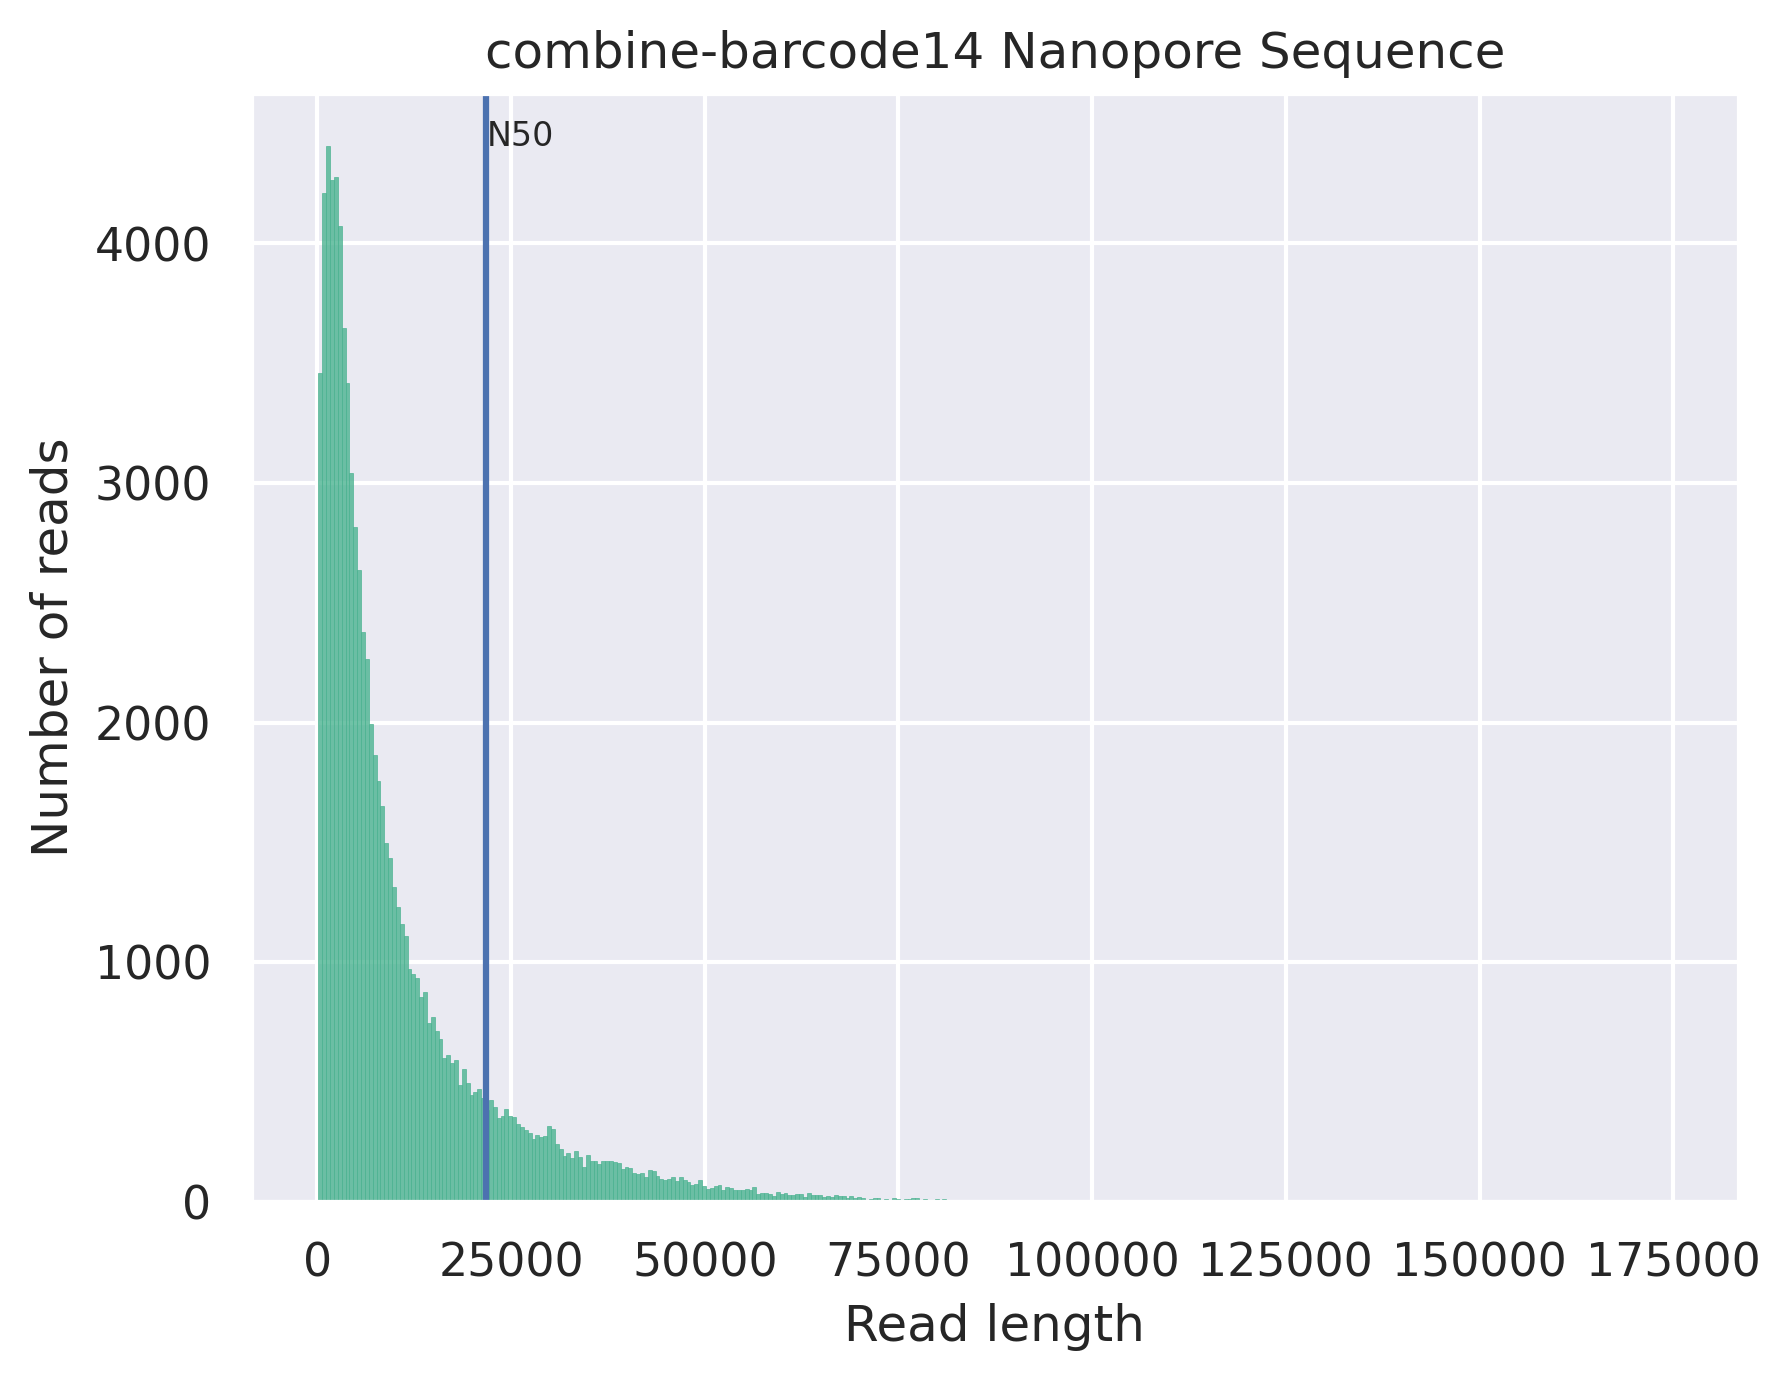 combine-barcode14 Nanopore Sequence
N50
4000
3000
2000
1000
0
Number of reads
0 25000 50000 75000 100000 125000 150000 175000
Read length